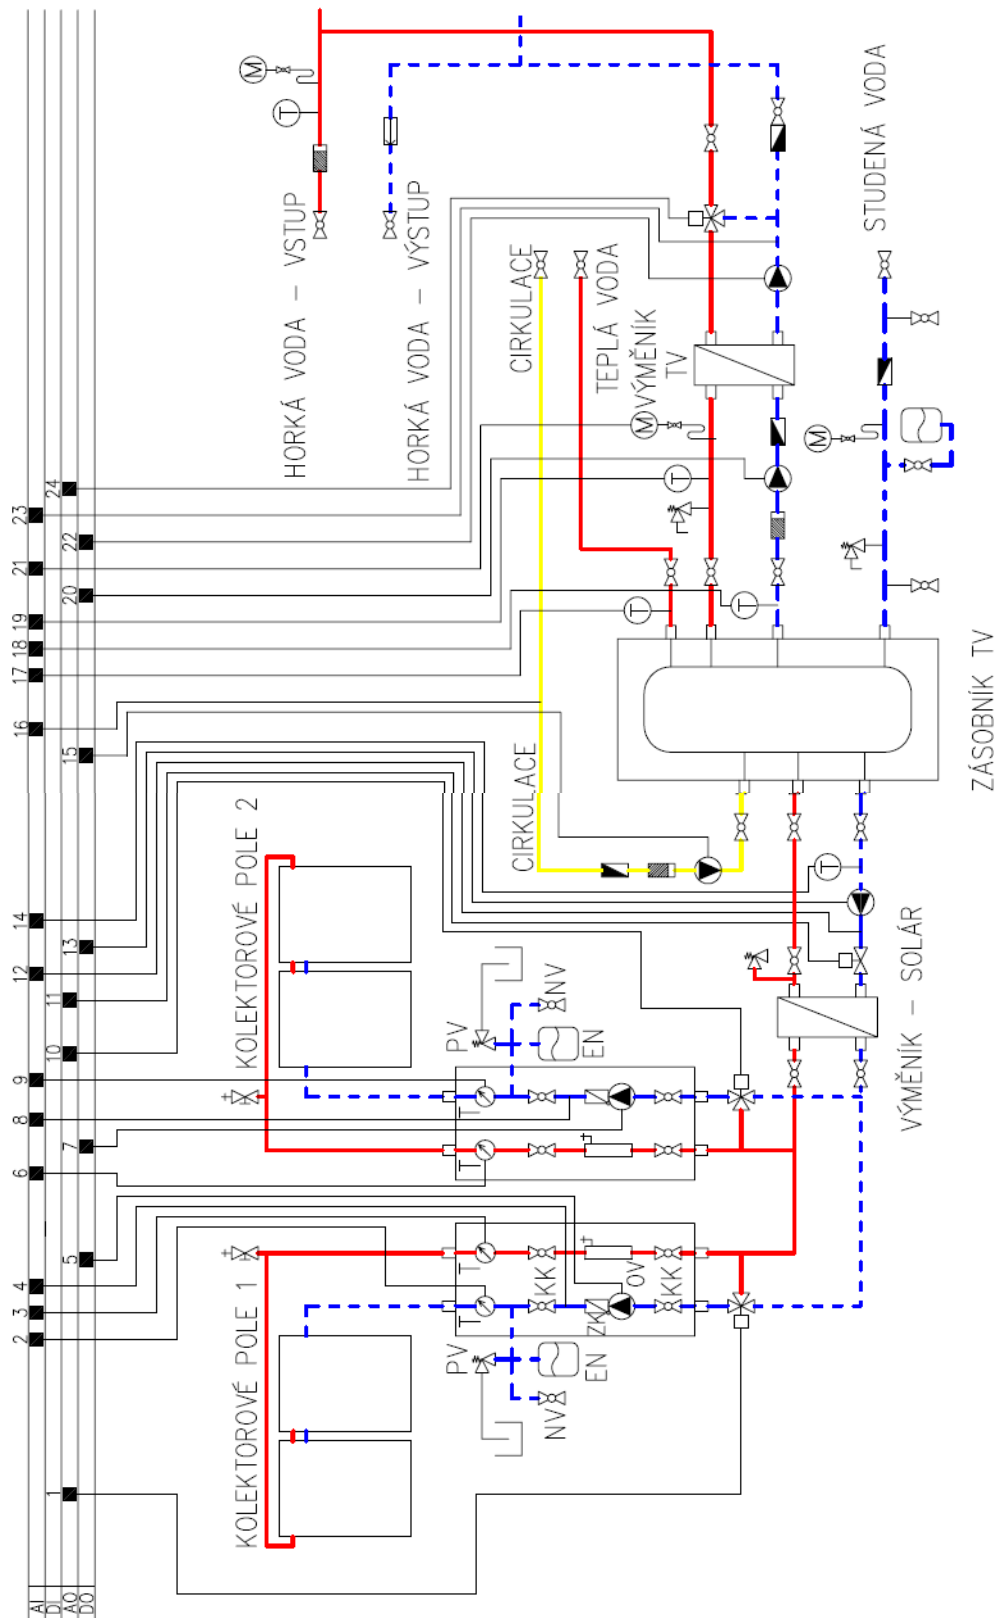 AI
DI
AO
DO
1
2
3
4
5
6
7
8
9
10
11
12
13
14
15
16
17
18
19
20
21
22
23
24
KOLEKTOROVÉ POLE 1
KOLEKTOROVÉ POLE 2
CIRKULACE
HORKÁ VODA – VSTUP
HORKÁ VODA – VÝSTUP
CIRKULACE
TEPLÁ VODA
VÝMĚNÍK
TV
STUDENÁ VODA
M
T
M
T
T
T
M
T
T
T
T
T
PV
EN
NV
KK
ZK
OV
KK
PV
EN
NV
VÝMĚNÍK – SOLÁR
ZÁSOBNÍK TV